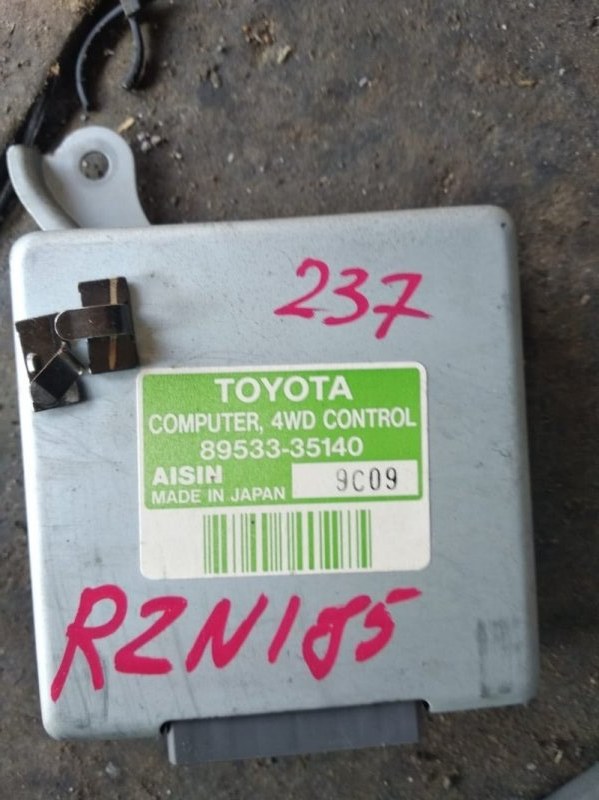 237
TOYOTA
COMPUTER, 4WD CONTROL
89533-35140
AISIN
9C09
MADE IN JAPAN
RZN185